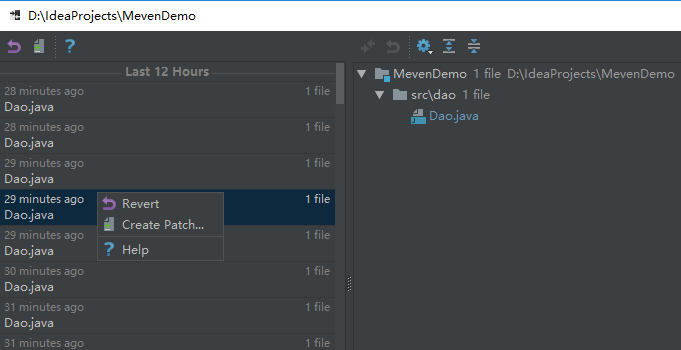 D:\IdeaProjects\MevenDemo
Last 12 Hours
28 minutes ago 1 file
Dao.java
28 minutes ago 1 file
Dao.java
29 minutes ago 1 file
Dao.java
29 minutes ago 1 file
Dao.java
Revert
Create Patch...
Help
29 minutes ago 1 file
Dao.java
30 minutes ago 1 file
Dao.java
31 minutes ago 1 file
Dao.java
31 minutes ago 1 file
MevenDemo 1 file D:\IdeaProjects\MevenDemo
src\dao 1 file
Dao.java